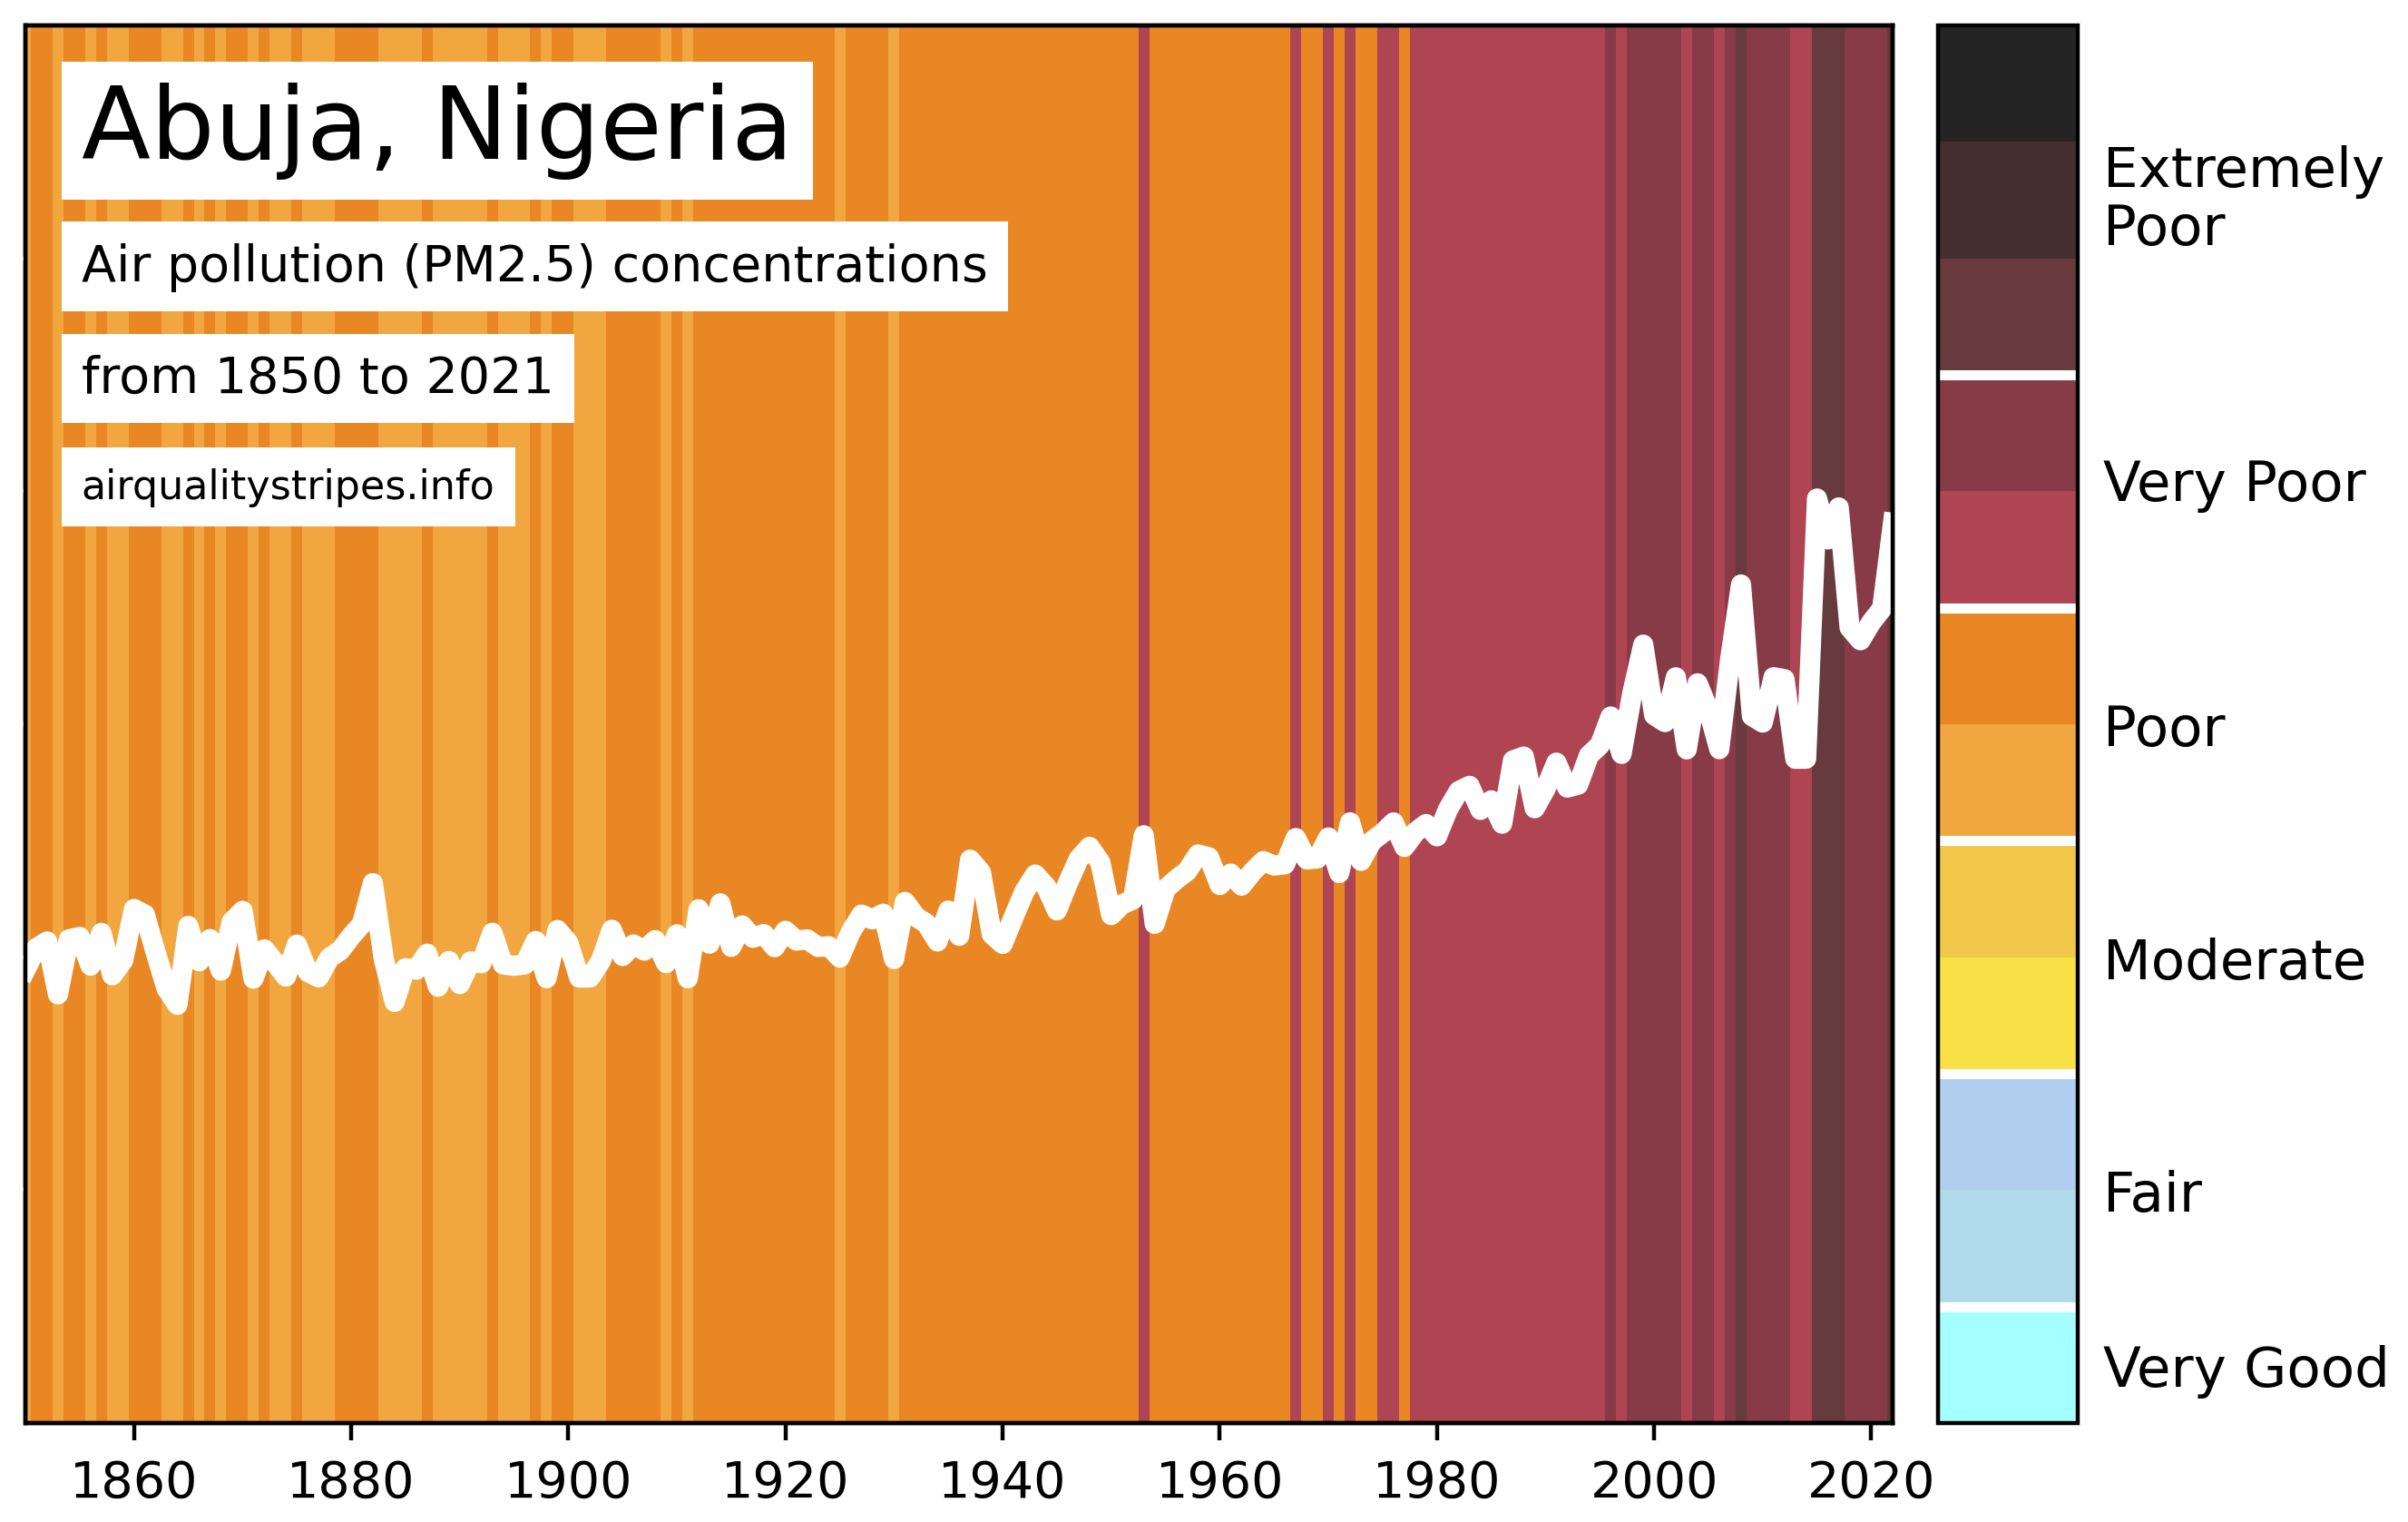 Abuja, Nigeria
Air pollution (PM2.5) concentrations
from 1850 to 2021
airqualitystripes.info
Extremely
Poor
Very Poor
Poor
Moderate
Fair
Very Good
1860 1880 1900 1920 1940 1960 1980 2000 2020